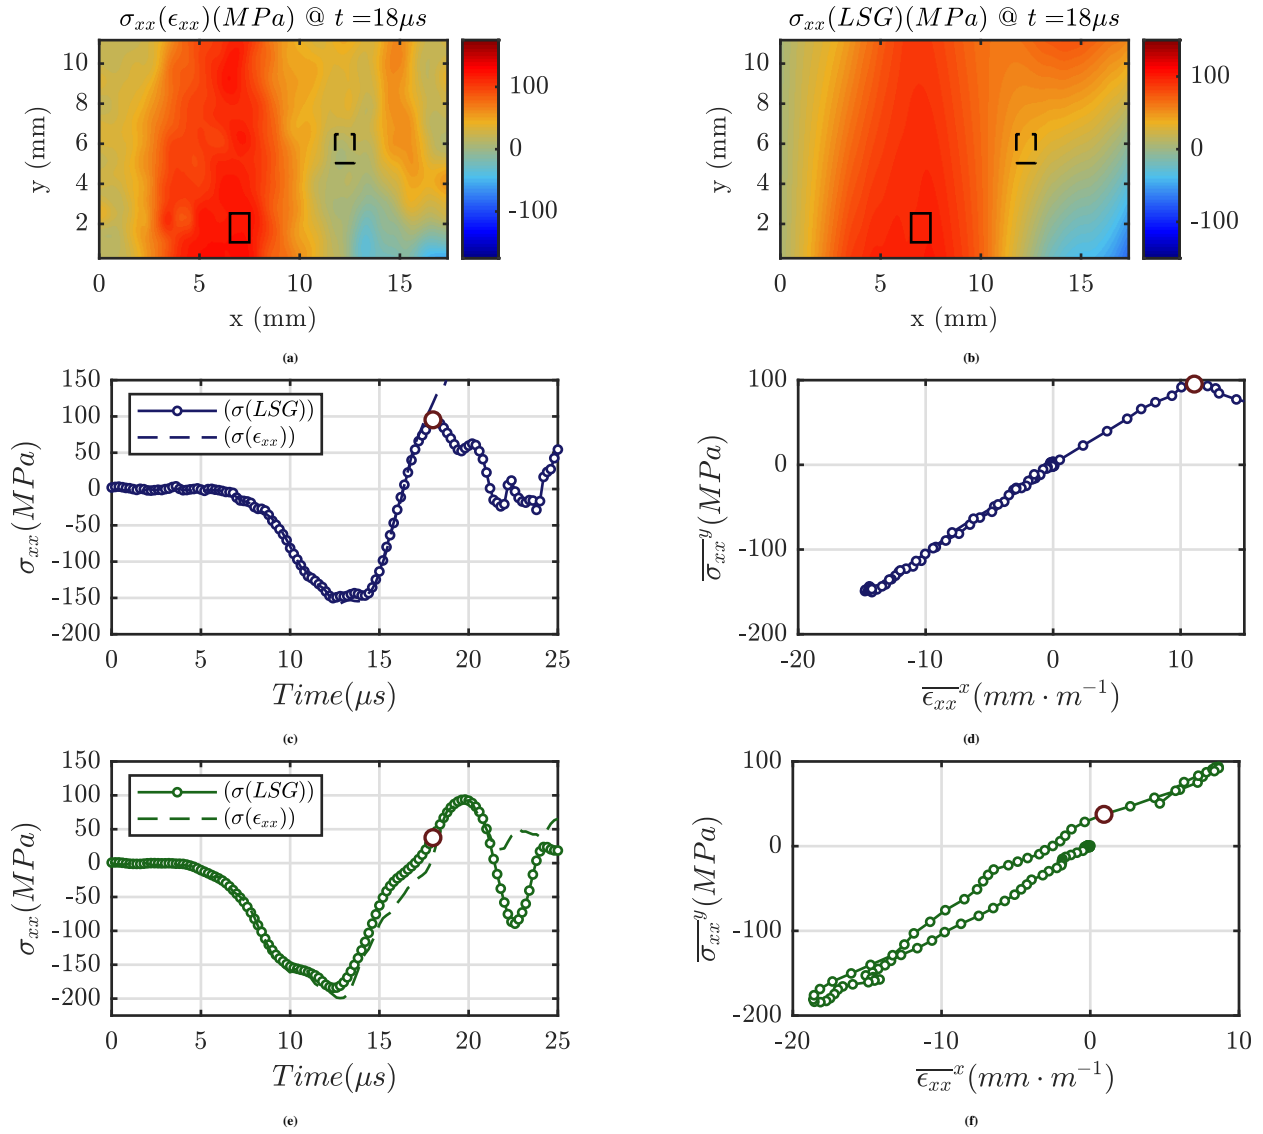 σxx(ϵxx)(MPa) @ t =18μs
10
8
6
4
2
y (mm)
0
5
10
15
x (mm)
100
0
-100
(a)
σxx(LSG)(MPa) @ t =18μs
10
8
6
4
2
y (mm)
0
5
10
15
x (mm)
100
0
-100
(b)
150
100
50
0
-50
-100
-150
-200
σxx(MPa)
(σ(LSG))
(σ(ϵxx))
0
5
10
15
20
25
Time(μs)
(c)
100
0
-100
-200
σxx^y(MPa)
-20
-10
0
10
ϵxx^x(mm · m^-1)
(d)
150
100
50
0
-50
-100
-150
-200
σxx(MPa)
(σ(LSG))
(σ(ϵxx))
0
5
10
15
20
25
Time(μs)
(e)
100
0
-100
-200
σxx^y(MPa)
-20
-10
0
10
ϵxx^x(mm · m^-1)
(f)